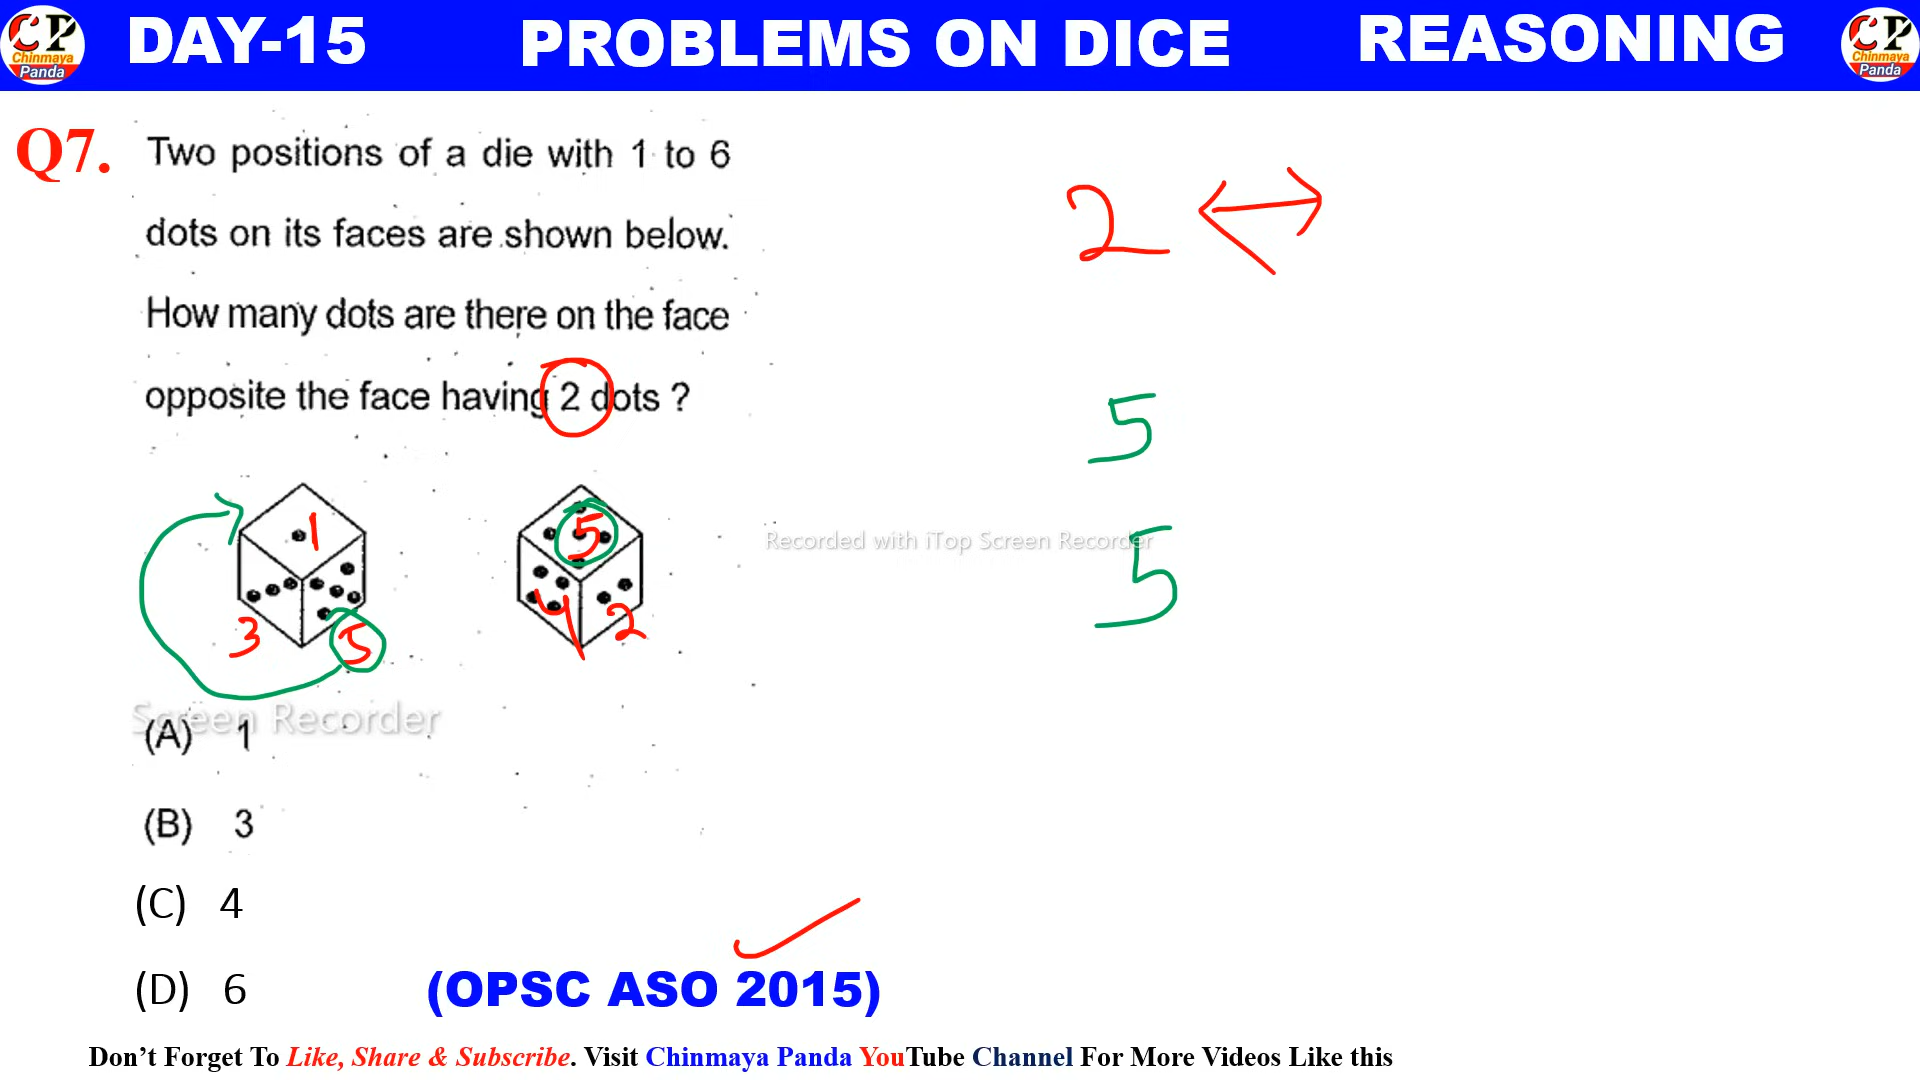 CP Chinmaya Panda DAY-15 PROBLEMS ON DICE REASONING CP Chinmaya Panda
Q7. Two positions of a die with 1 to 6
dots on its faces are shown below.
How many dots are there on the face
opposite the face having 2 dots ?
2
5
1
5
Recorded with iTop Screen Recorder
5
3
5
4
2
Screen Recorder
(A) 1
(B) 3
(C) 4
(D) 6
(OPSC ASO 2015)
Don't Forget To Like, Share & Subscribe. Visit Chinmaya Panda YouTube Channel For More Videos Like this